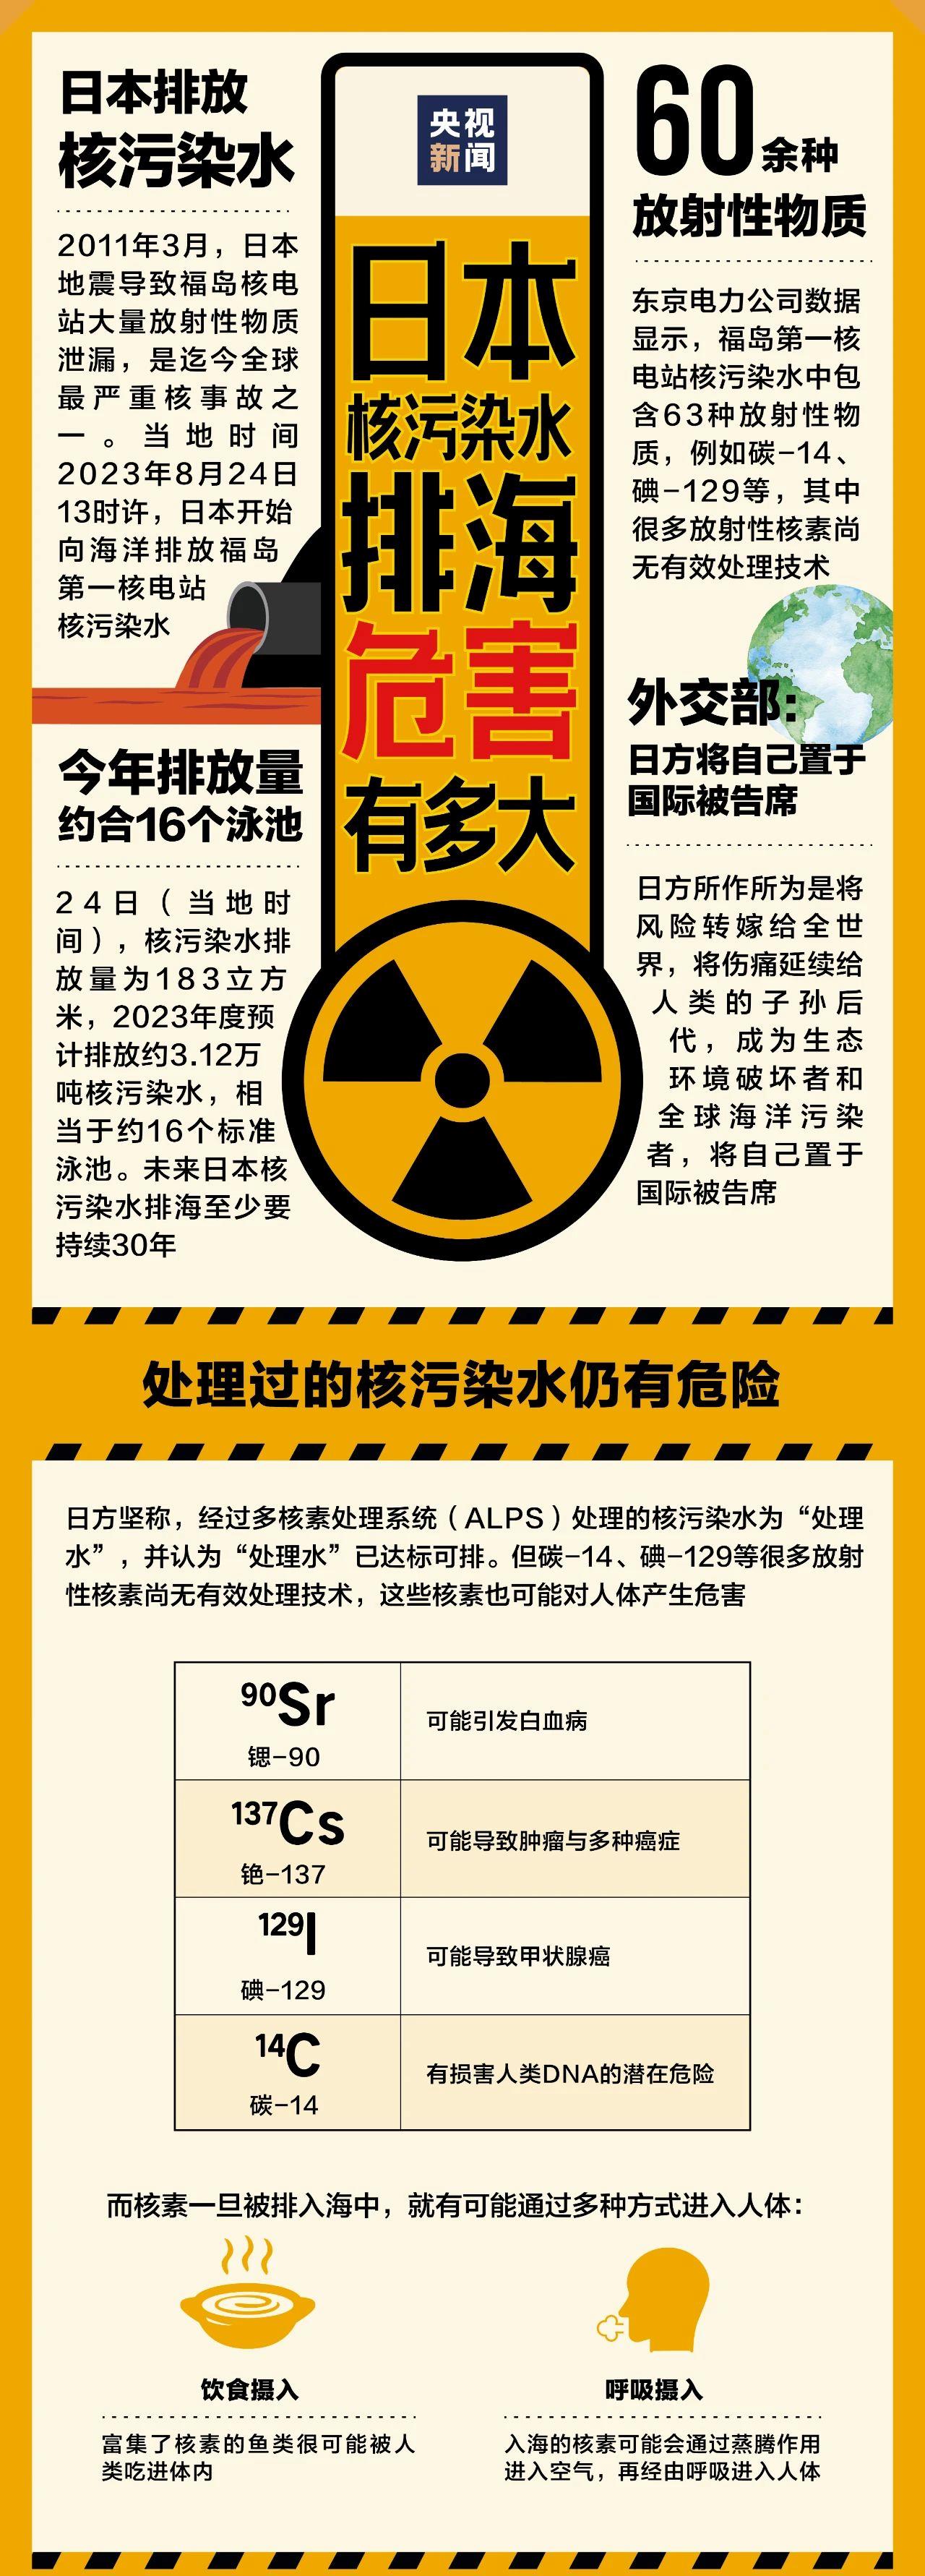 日本排放
核污染水
2011年3月，日本
地震导致福岛核电
站大量放射性物质
泄漏，是迄今全球
最严重核事故之
一。当地时间
2023年8月24日
13时许，日本开始
向海洋排放福岛
第一核电站
核污染水
今年排放量
约合16个泳池
24日（当地时
间），核污染水排
放量为183立方
米，2023年度预
计排放约3.12万
吨核污染水，相
当于约16个标准
泳池。未来日本核
污染水排海至少要
持续30年
央视
新闻
日本
核污染水
排海
危害
有多大
60余种
放射性物质
东京电力公司数据
显示，福岛第一核
电站核污染水中包
含63种放射性物
质，例如碳-14、
碘-129等，其中
很多放射性核素尚
无有效处理技术
外交部：
日方将自己置于
国际被告席
日方所作所为是将
风险转嫁给全世
界，将伤痛延续给
人类的子孙后
代，成为生态
环境破坏者和
全球海洋污染
者，将自己置于
国际被告席
处理过的核污染水仍有危险
日方坚称，经过多核素处理系统（ALPS）处理的核污染水为“处理
水”，并认为“处理水”已达标可排。但碳-14、碘-129等很多放射
性核素尚无有效处理技术，这些核素也可能对人体产生危害
90Sr
锶-90
可能引发白血病
137Cs
铯-137
可能导致肿瘤与多种癌症
129I
碘-129
可能导致甲状腺癌
14C
碳-14
有损害人类DNA的潜在危险
而核素一旦被排入海中，就有可能通过多种方式进入人体：
饮食摄入
富集了核素的鱼类很可能被人
类吃进体内
呼吸摄入
入海的核素可能会通过蒸腾作用
进入空气，再经由呼吸进入人体